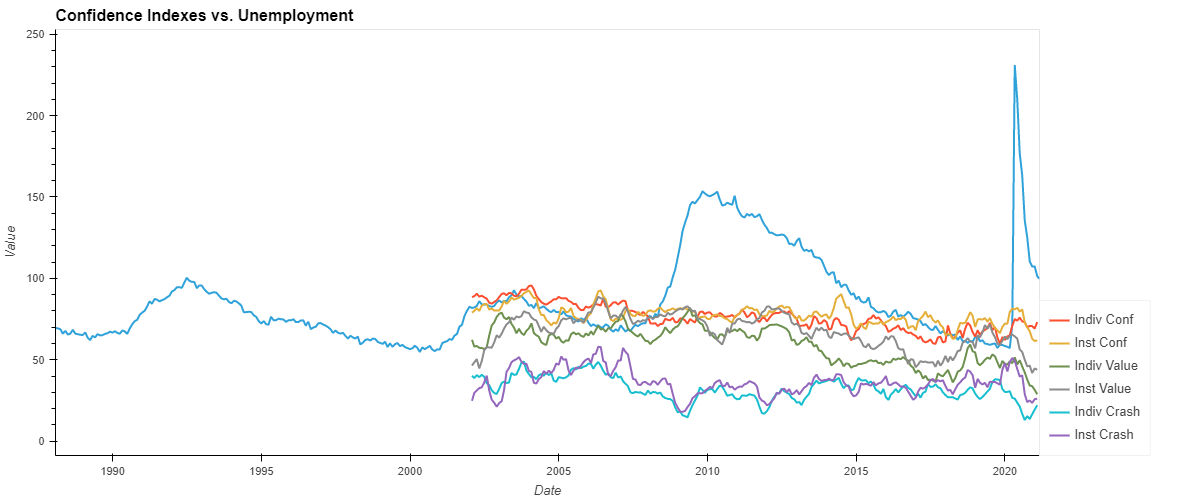 Confidence Indexes vs. Unemployment
250
200
150
100
50
0
Value
1990
1995
2000
2005
2010
2015
2020
Date
Indiv Conf
Inst Conf
Indiv Value
Inst Value
Indiv Crash
Inst Crash